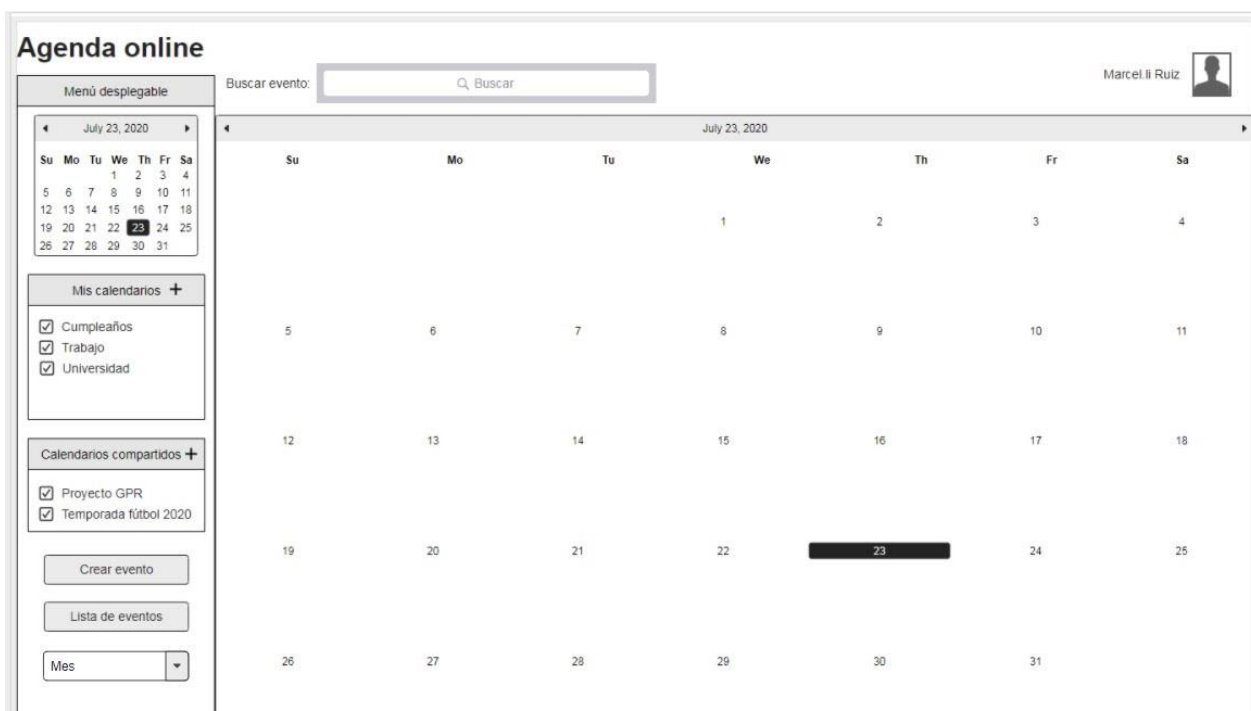 Agenda online
Menú desplegable
Buscar evento:
Buscar
Marcel.li Ruiz
July 23, 2020
Su Mo Tu We Th Fr Sa
1 2 3 4
5 6 7 8 9 10 11
12 13 14 15 16 17 18
19 20 21 22 23 24 25
26 27 28 29 30 31
Mis calendarios +
Cumpleaños
Trabajo
Universidad
Calendarios compartidos +
Proyecto GPR
Temporada fútbol 2020
Crear evento
Lista de eventos
Mes
July 23, 2020
Su Mo Tu We Th Fr Sa
1 2 3 4
5 6 7 8 9 10 11
12 13 14 15 16 17 18
19 20 21 22 23 24 25
26 27 28 29 30 31